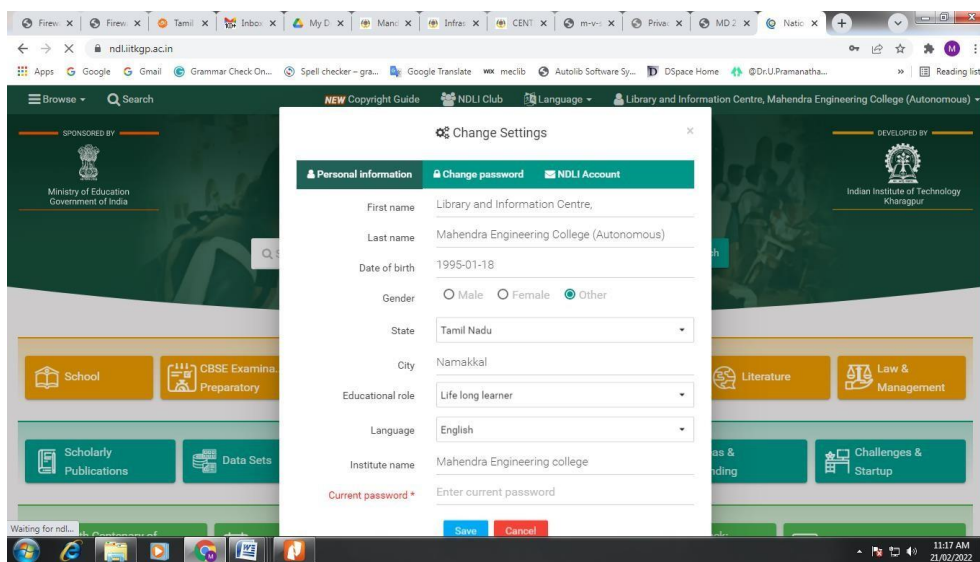 Firew
Firew
Tamil
Inbox
My D
Manc
Infras
CENT
m-v-s
Privac
MD 2
Natio
ndl.iitkgp.ac.in
M
Apps Google Gmail Grammar Check On... Spell checker – gra... Google Translate meclib Autolib Software Sy... DSpace Home @Dr.U.Pramanatha... » Reading list
Browse Search NEW Copyright Guide NDLI Club Language Library and Information Centre, Mahendra Engineering College (Autonomous)
SPONSORED BY
Ministry of Education
Government of India
DEVELOPED BY
Indian Institute of Technology
Kharagpur
Change Settings ×
Personal information Change password NDLI Account
First name Library and Information Centre,
Last name Mahendra Engineering College (Autonomous)
Date of birth 1995-01-18
Gender Male Female Other
State Tamil Nadu
City Namakkal
Educational role Life long learner
Language English
Institute name Mahendra Engineering college
Current password * Enter current password
Save Cancel
School
CBSE Examina.
Preparatory
Literature
Law &
Management
Scholarly
Publications
Data Sets
Challenges &
Startup
Waiting for ndl...
11:17 AM
21/02/2022